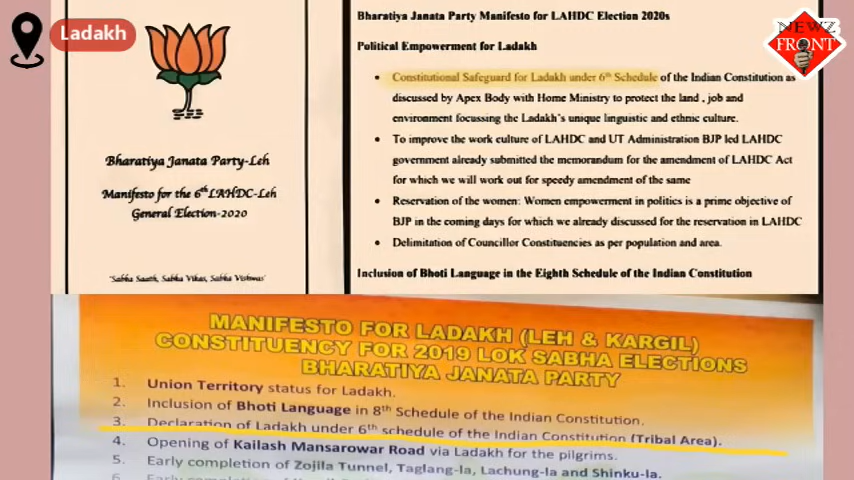 Ladakh
NEWZ
FRONT
Bharatiya Janata Party-Leh
Manifesto for the 6th LAHDC-Leh
General Election-2020
'Sabka Saath, Sabka Vikas, Sabka Vishwas'
Bharatiya Janata Party Manifesto for LAHDC Election 2020s
Political Empowerment for Ladakh
• Constitutional Safeguard for Ladakh under 6th Schedule of the Indian Constitution as
discussed by Apex Body with Home Ministry to protect the land , job and
environment focussing the Ladakh's unique linguistic and ethnic culture.
• To improve the work culture of LAHDC and UT Administration BJP led LAHDC
government already submitted the memorandum for the amendment of LAHDC Act
for which we will work out for speedy amendment of the same
• Reservation of the women: Women empowerment in politics is a prime objective of
BJP in the coming days for which we already discussed for the reservation in LAHDC
• Delimitation of Councillor Constituencies as per population and area.
Inclusion of Bhoti Language in the Eighth Schedule of the Indian Constitution
MANIFESTO FOR LADAKH (LEH & KARGIL)
CONSTITUENCY FOR 2019 LOK SABHA ELECTIONS
BHARATIYA JANATA PARTY
1. Union Territory status for Ladakh.
2. Inclusion of Bhoti Language in 8th Schedule of the Indian Constitution.
3. Declaration of Ladakh under 6th schedule of the Indian Constitution (Tribal Area).
4. Opening of Kailash Mansarowar Road via Ladakh for the pilgrims.
5. Early completion of Zojila Tunnel, Taglang-la, Lachung-la and Shinku-la.